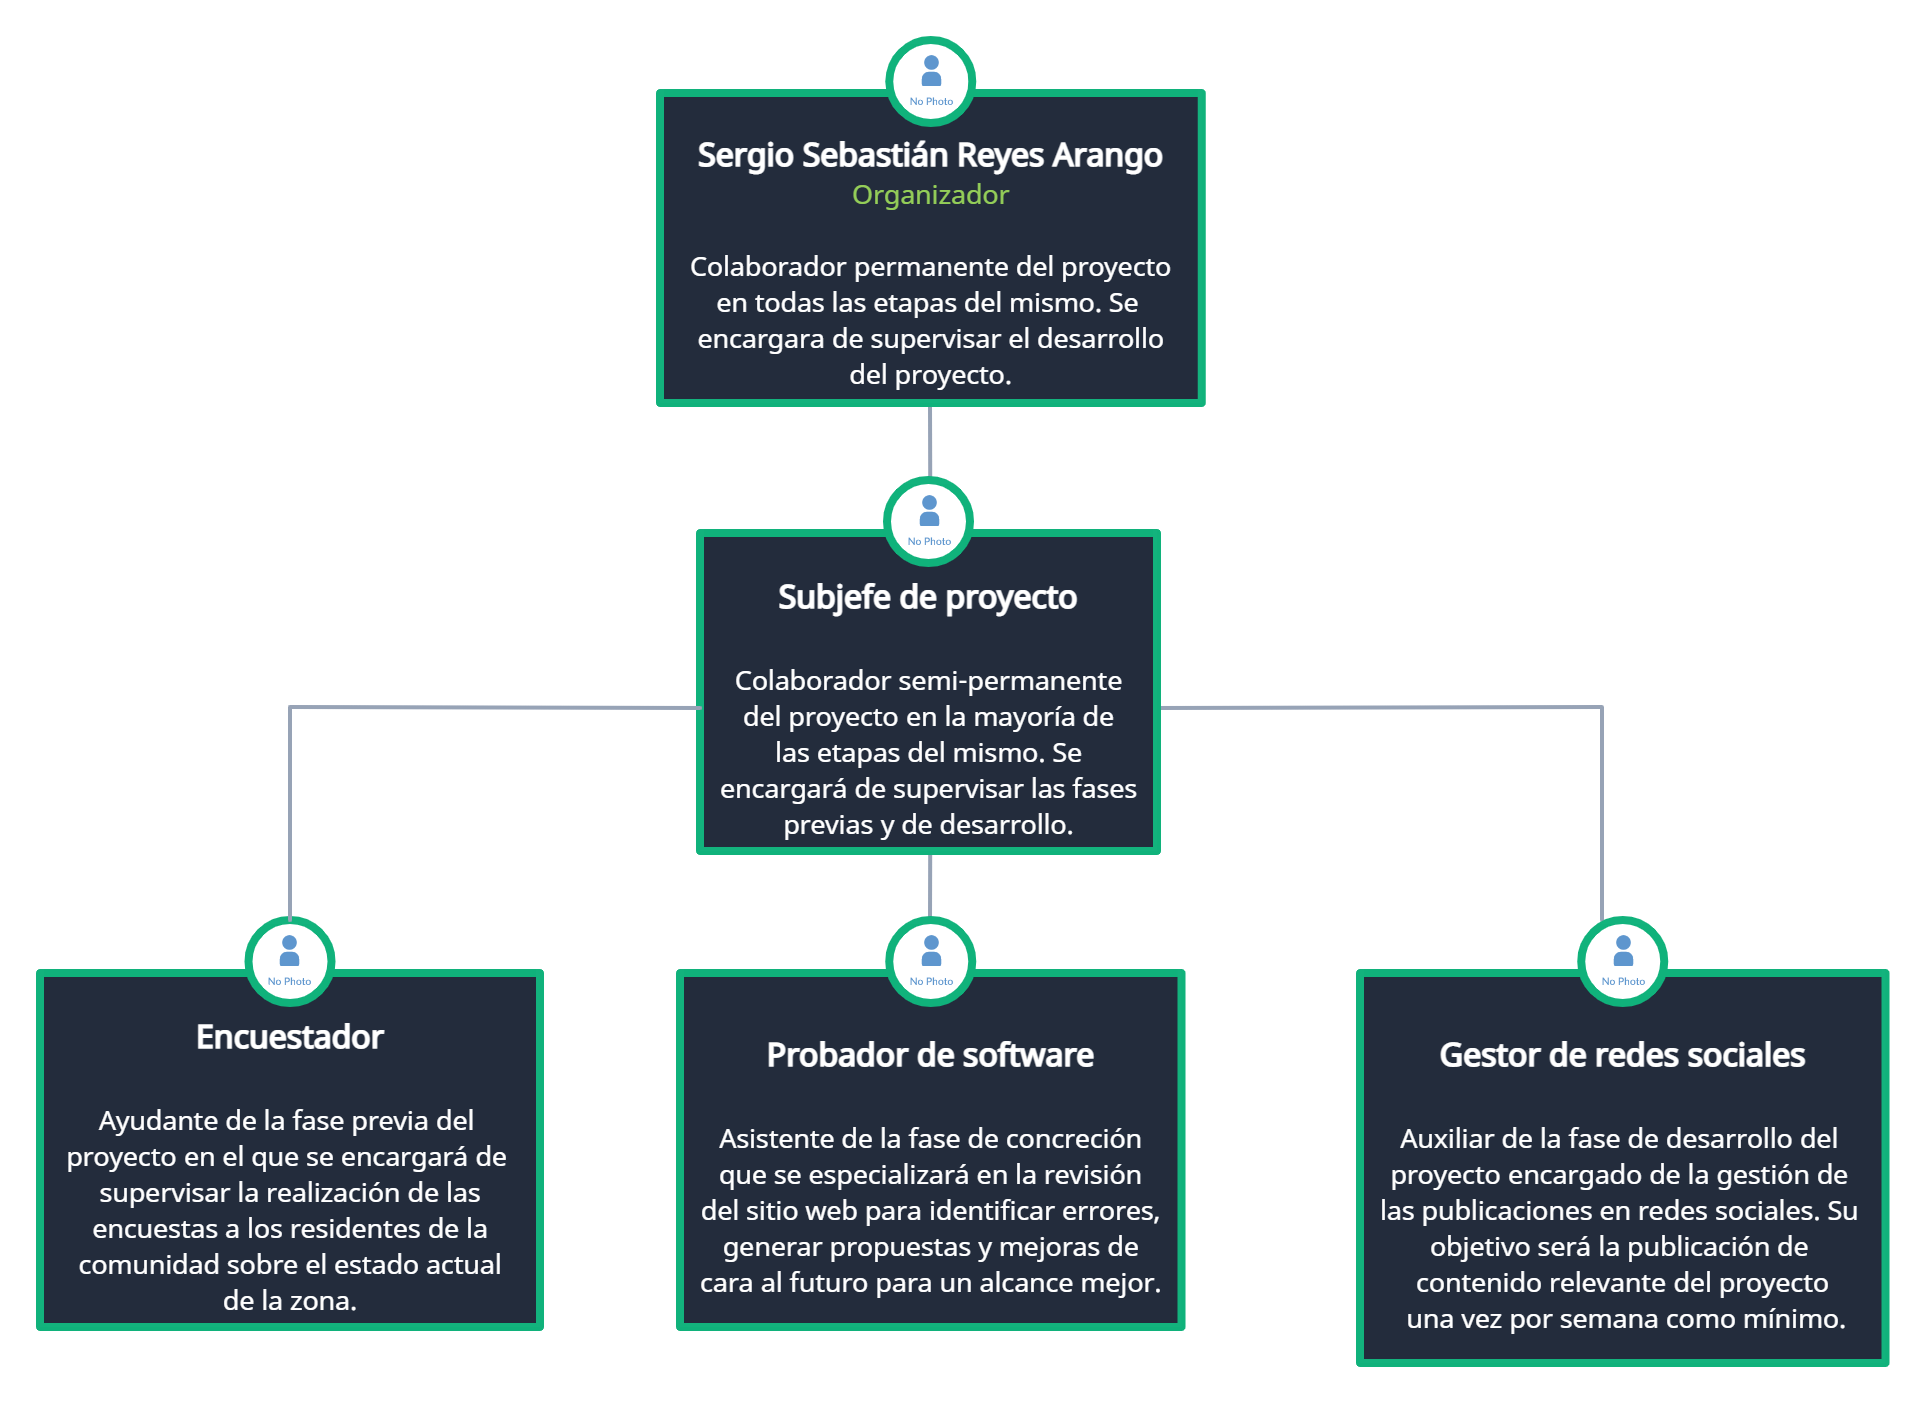 No Photo
Sergio Sebastián Reyes Arango
Organizador
Colaborador permanente del proyecto
en todas las etapas del mismo. Se
encargara de supervisar el desarrollo
del proyecto.
No Photo
Subjefe de proyecto
Colaborador semi-permanente
del proyecto en la mayoría de
las etapas del mismo. Se
encargará de supervisar las fases
previas y de desarrollo.
No Photo
Encuestador
Ayudante de la fase previa del
proyecto en el que se encargará de
supervisar la realización de las
encuestas a los residentes de la
comunidad sobre el estado actual
de la zona.
No Photo
Probador de software
Asistente de la fase de concreción
que se especializará en la revisión
del sitio web para identificar errores,
generar propuestas y mejoras de
cara al futuro para un alcance mejor.
No Photo
Gestor de redes sociales
Auxiliar de la fase de desarrollo del
proyecto encargado de la gestión de
las publicaciones en redes sociales. Su
objetivo será la publicación de
contenido relevante del proyecto
una vez por semana como mínimo.